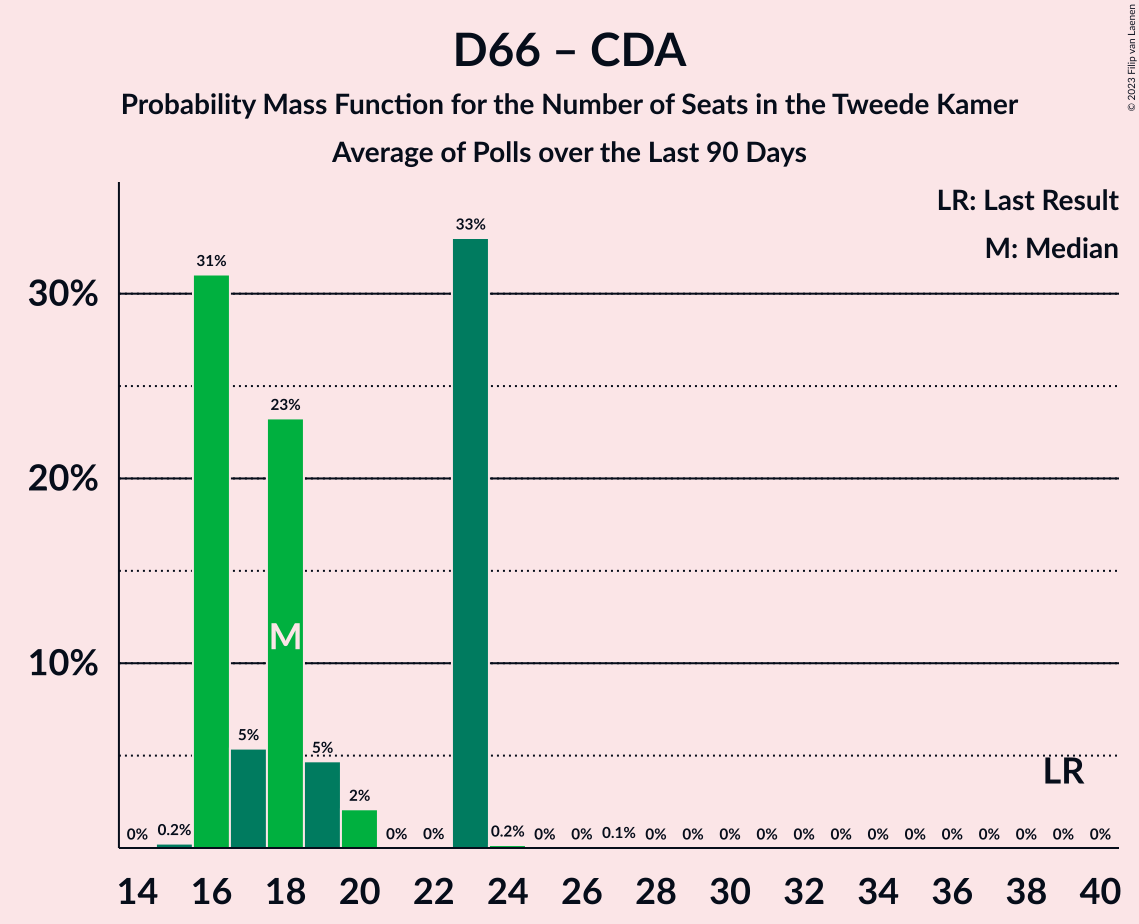 D66 – CDA
Probability Mass Function for the Number of Seats in the Tweede Kamer
Average of Polls over the Last 90 Days
© 2023 Filip van Laenen
LR: Last Result
M: Median
33%
31%
30%
23%
20%
M
10%
5%
5%
LR
2%
0% 0.2% 0% 0% 0.2% 0% 0% 0.1% 0% 0% 0% 0% 0% 0% 0% 0% 0% 0% 0% 0% 0%
14 16 18 20 22 24 26 28 30 32 34 36 38 40